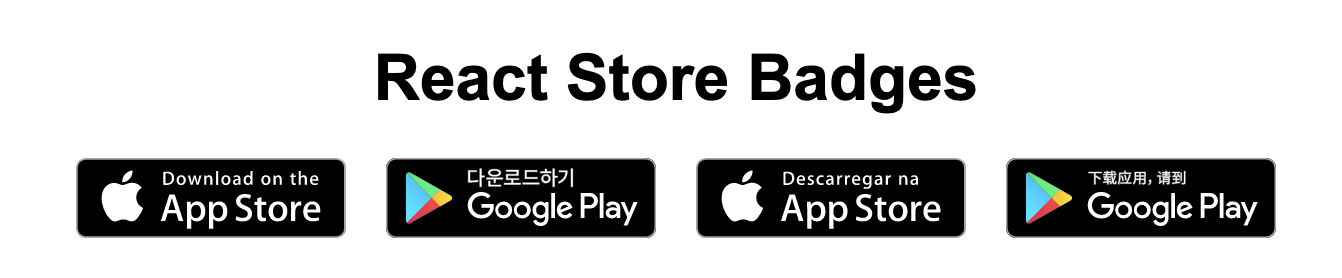 React Store Badges
Download on the
App Store
다운로드하기
Google Play
Descarregar na
App Store
下载应用，请到
Google Play